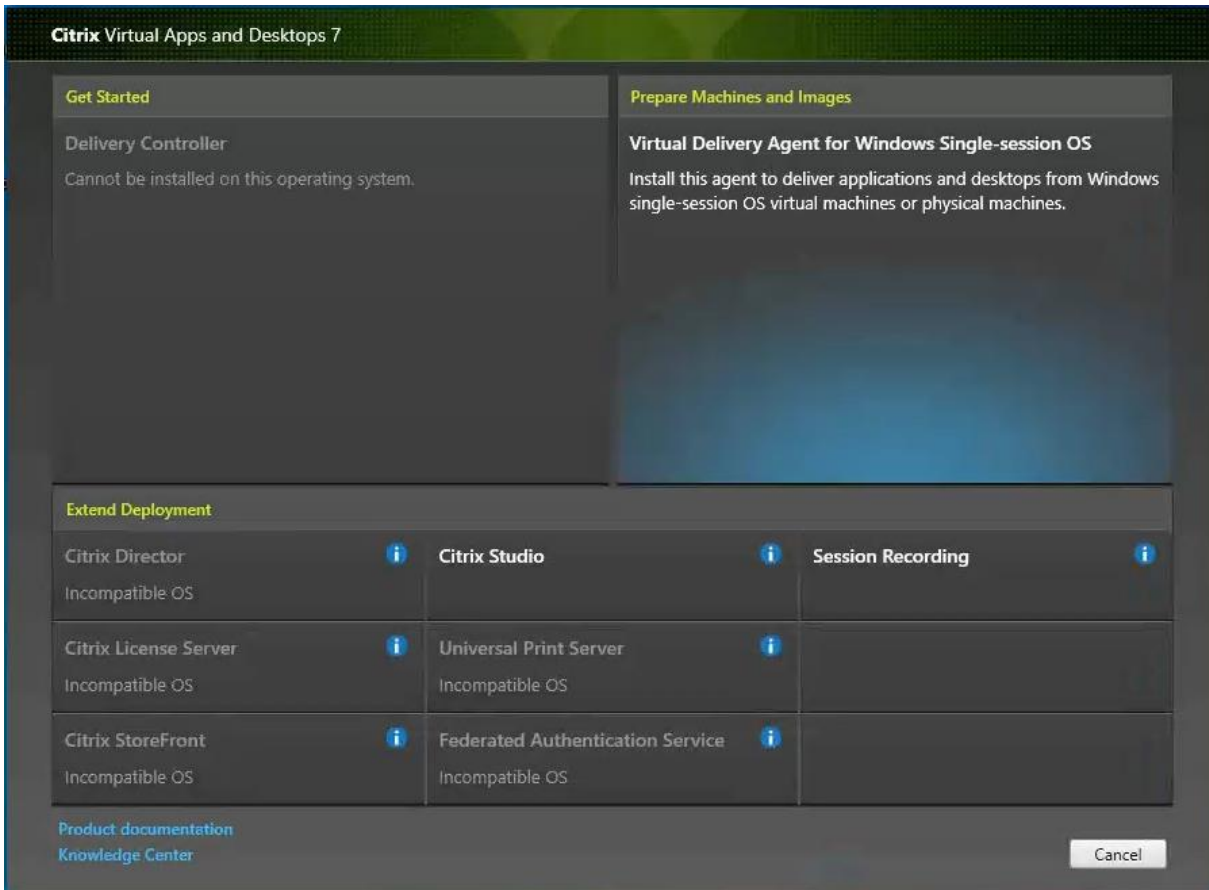 Citrix Virtual Apps and Desktops 7
Get Started
Delivery Controller
Cannot be installed on this operating system.
Prepare Machines and Images
Virtual Delivery Agent for Windows Single-session OS
Install this agent to deliver applications and desktops from Windows
single-session OS virtual machines or physical machines.
Extend Deployment
Citrix Director
Incompatible OS
Citrix Studio
Session Recording
Citrix License Server
Incompatible OS
Universal Print Server
Incompatible OS
Citrix StoreFront
Incompatible OS
Federated Authentication Service
Incompatible OS
Product documentation
Knowledge Center
Cancel